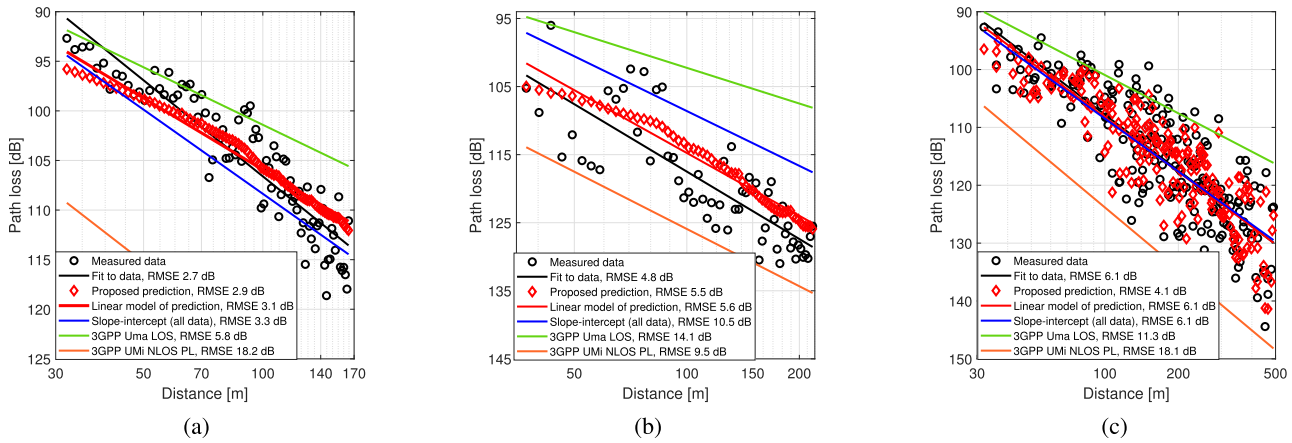 90
95
100
105
110
115
120
125
Path loss [dB]
Measured data
Fit to data, RMSE 2.7 dB
Proposed prediction, RMSE 2.9 dB
Linear model of prediction, RMSE 3.1 dB
Slope-intercept (all data), RMSE 3.3 dB
3GPP Uma LOS, RMSE 5.8 dB
3GPP UMi NLOS PL, RMSE 18.2 dB
30 50 70 100 140 170
Distance [m]
(a)
95
105
115
125
135
145
Path loss [dB]
Measured data
Fit to data, RMSE 4.8 dB
Proposed prediction, RMSE 5.5 dB
Linear model of prediction, RMSE 5.6 dB
Slope-intercept (all data), RMSE 10.5 dB
3GPP Uma LOS, RMSE 14.1 dB
3GPP UMi NLOS PL, RMSE 9.5 dB
50 100 150 200
Distance [m]
(b)
90
100
110
120
130
140
150
Path loss [dB]
Measured data
Fit to data, RMSE 6.1 dB
Proposed prediction, RMSE 4.1 dB
Linear model of prediction, RMSE 6.1 dB
Slope-intercept (all data), RMSE 6.1 dB
3GPP Uma LOS, RMSE 11.3 dB
3GPP UMi NLOS PL, RMSE 18.1 dB
30 100 200 500
Distance [m]
(c)